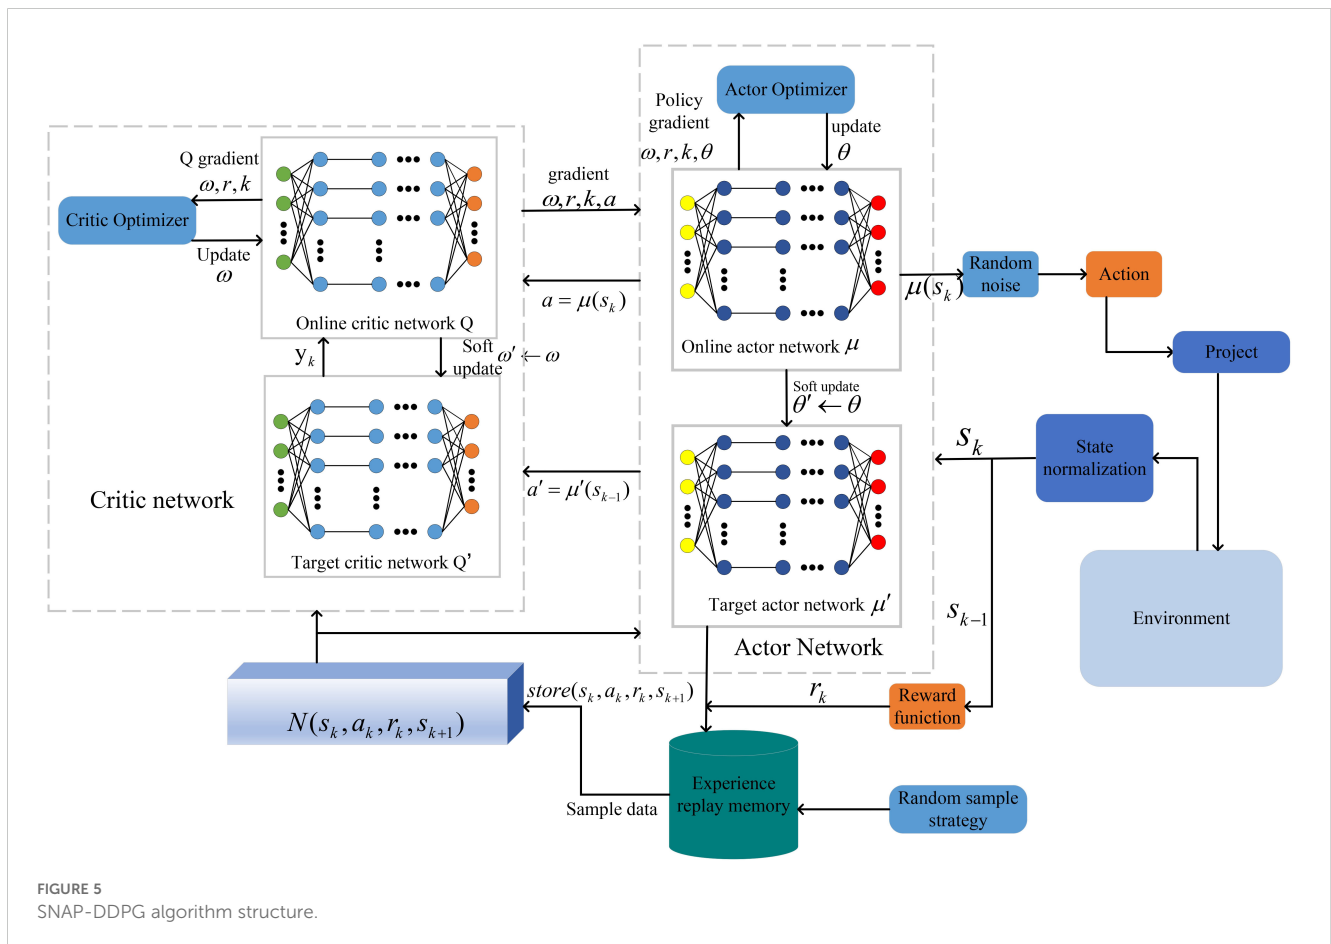 Actor Optimizer
Policy
gradient
ω,r,k,θ
update
θ
Q gradient
ω,r,k
Critic Optimizer
Update
ω
gradient
ω,r,k,a
a = μ(s_k)
Online critic network Q
Online actor network μ
μ(s_k)
Random
noise
Action
Project
y_k
Soft
update
ω′ ← ω
Soft update
θ′ ← θ
s_k
State
normalization
Critic network
a′ = μ′(s_{k−1})
Target critic network Q'
Target actor network μ′
Actor Network
s_{k−1}
Environment
store(s_k,a_k,r_k,s_{k+1})
r_k
Reward
funiction
N(s_k,a_k,r_k,s_{k+1})
Experience
replay memory
Sample data
Random sample
strategy
FIGURE 5
SNAP-DDPG algorithm structure.